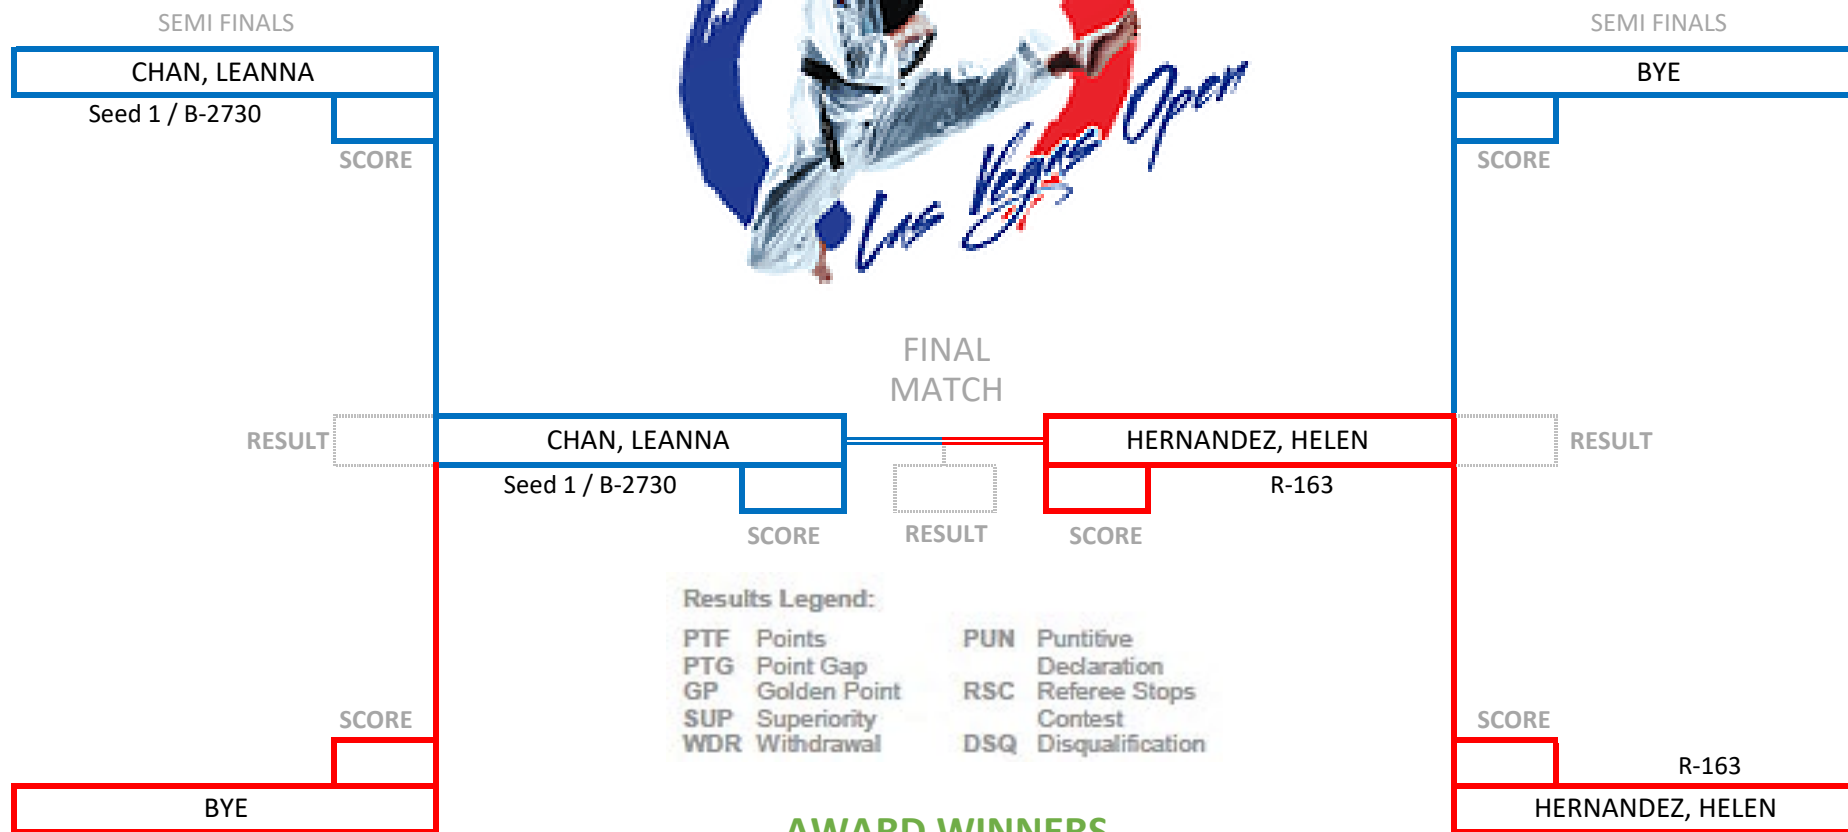 SEMI FINALS
SEMI FINALS
CHAN, LEANNA
BYE
Seed 1 / B-2730
SCORE
SCORE
Las Vegas Open
FINAL
MATCH
RESULT
CHAN, LEANNA
HERNANDEZ, HELEN
RESULT
Seed 1 / B-2730
R-163
SCORE
RESULT
SCORE
Results Legend:
PTF Points
PTG Point Gap
GP Golden Point
SUP Superiority
WDR Withdrawal
PUN Puntitive
Declaration
RSC Referee Stops
Contest
DSQ Disqualification
SCORE
SCORE
R-163
BYE
HERNANDEZ, HELEN
AWARD WINNERS